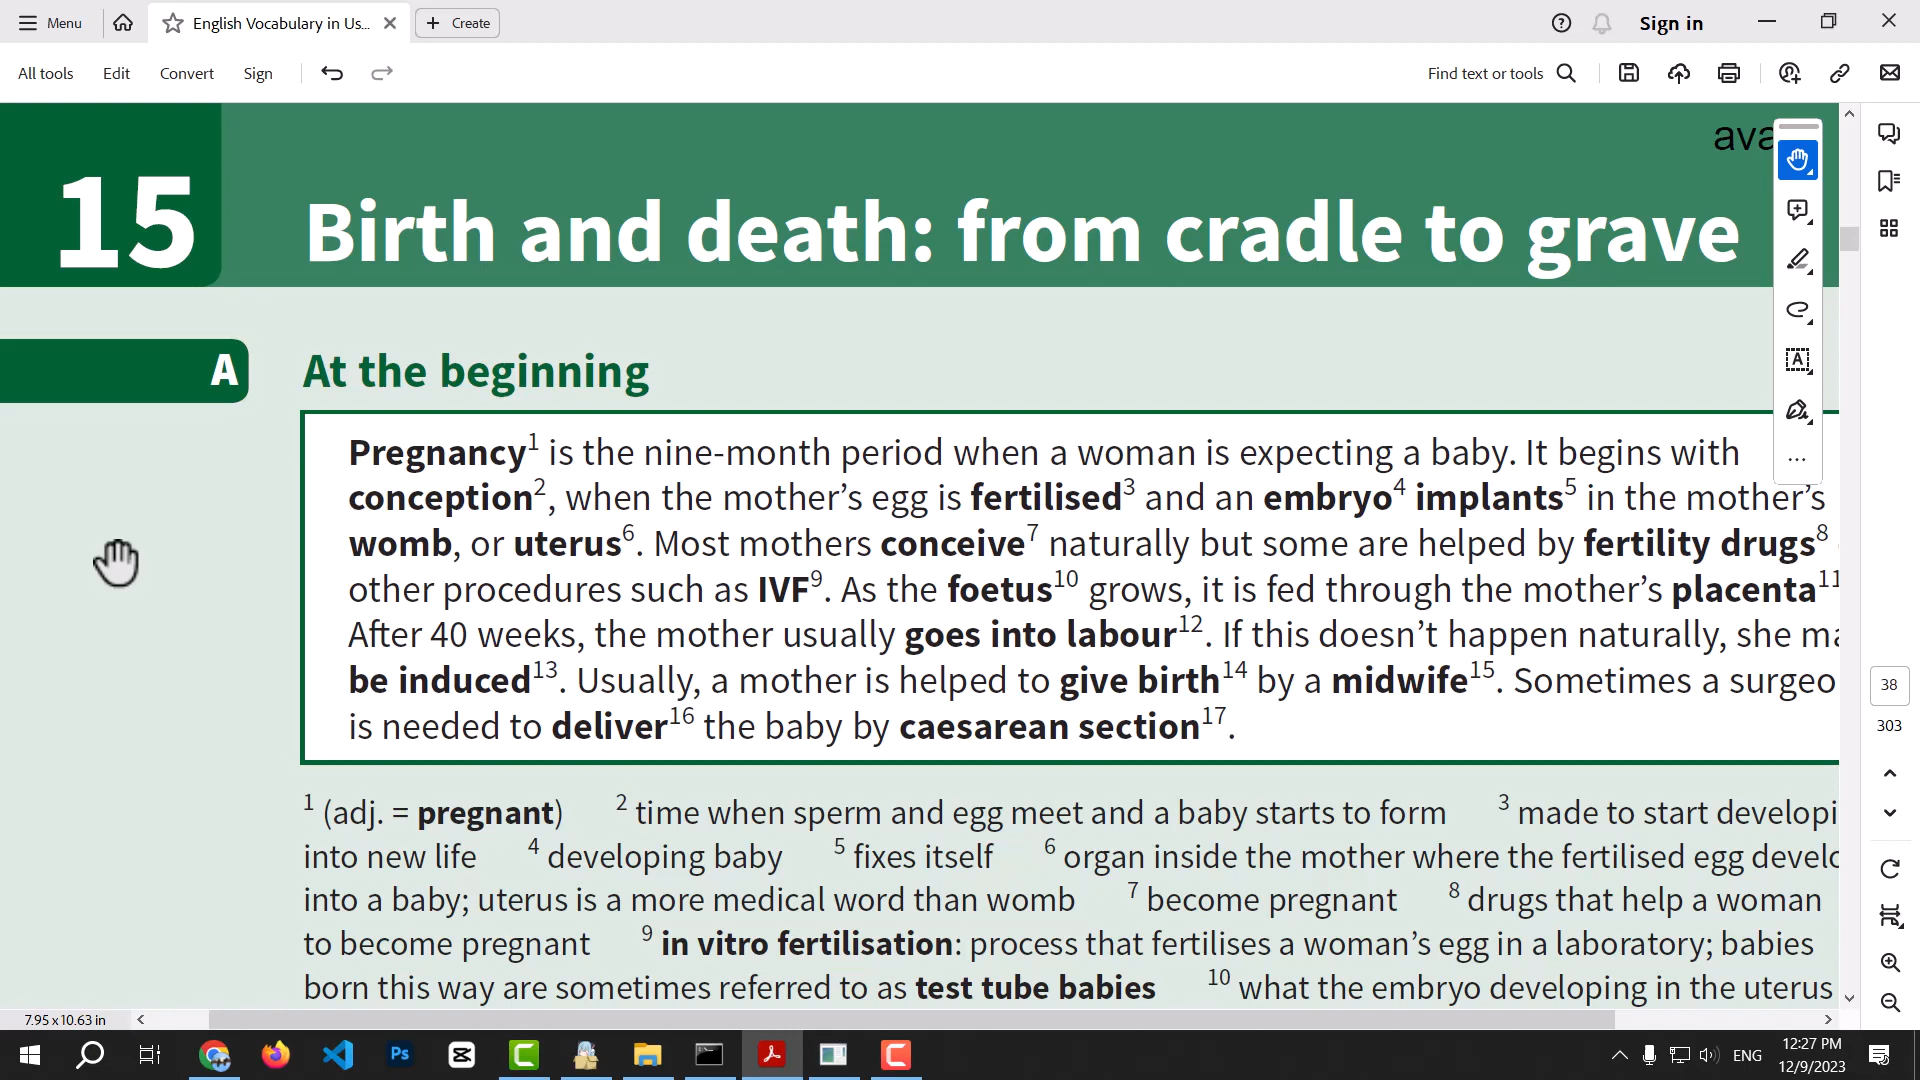 Menu
English Vocabulary in Us...
Create
Sign in
All tools
Edit
Convert
Sign
Find text or tools
ava
15
Birth and death: from cradle to grave
A
At the beginning
Pregnancy1 is the nine-month period when a woman is expecting a baby. It begins with
conception2, when the mother's egg is fertilised3 and an embryo4 implants5 in the mother's
womb, or uterus6. Most mothers conceive7 naturally but some are helped by fertility drugs8
other procedures such as IVF9. As the foetus10 grows, it is fed through the mother's placenta11
After 40 weeks, the mother usually goes into labour12. If this doesn't happen naturally, she ma
be induced13. Usually, a mother is helped to give birth14 by a midwife15. Sometimes a surgeo
is needed to deliver16 the baby by caesarean section17.
1 (adj. = pregnant) 2 time when sperm and egg meet and a baby starts to form 3 made to start developi
into new life 4 developing baby 5 fixes itself 6 organ inside the mother where the fertilised egg develo
into a baby; uterus is a more medical word than womb 7 become pregnant 8 drugs that help a woman
to become pregnant 9 in vitro fertilisation: process that fertilises a woman's egg in a laboratory; babies
born this way are sometimes referred to as test tube babies 10 what the embryo developing in the uterus
38
303
7.95 x 10.63 in
Ps
ENG
12:27 PM
12/9/2023